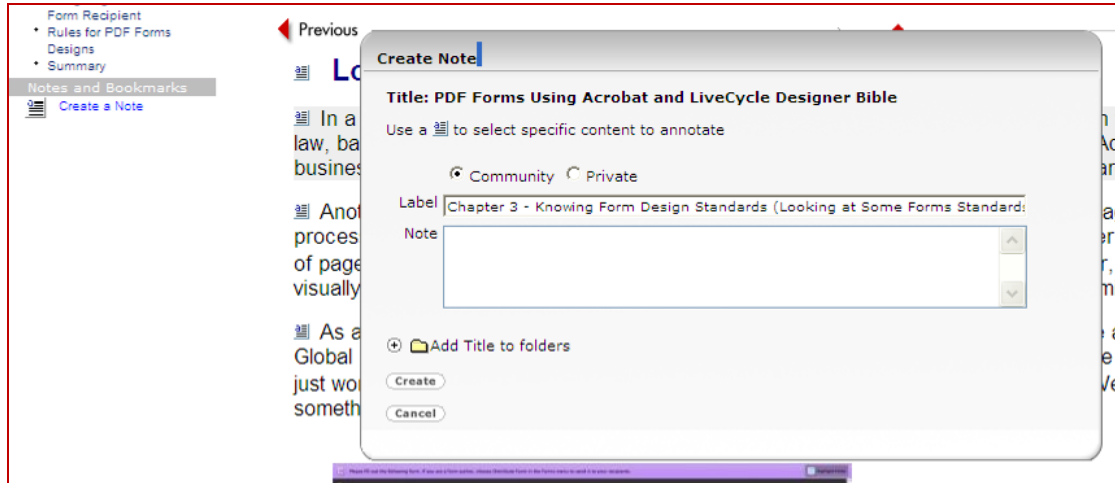 Form Recipient
• Rules for PDF Forms
Designs
• Summary
Notes and Bookmarks
Create a Note
Previous
Create Note
Title: PDF Forms Using Acrobat and LiveCycle Designer Bible
Use a to select specific content to annotate
Community Private
Label Chapter 3 - Knowing Form Design Standards (Looking at Some Forms Standards
Note
Add Title to folders
Create
Cancel
In a
law, ba
busines
Anot
proces
of page
visually
As a
Global
just wo
someth